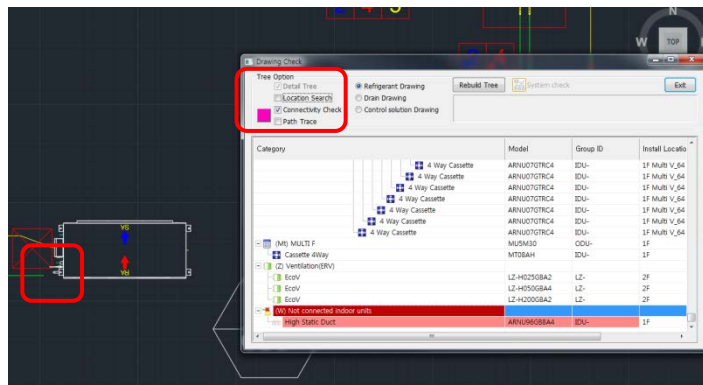 2 4 3
N
W
TOP
Drawing Check
Tree Option
Detail Tree
Location Search
Connectivity Check
Path Trace
Refrigerant Drawing
Drain Drawing
Control solution Drawing
Rebuild Tree
System check
Exit
Category Model Group ID Install Locatio
4 Way Cassette ARNU07GTRC4 IDU- 1F Multi V_64
4 Way Cassette ARNU07GTRC4 IDU- 1F Multi V_64
4 Way Cassette ARNU07GTRC4 IDU- 1F Multi V_64
4 Way Cassette ARNU07GTRC4 IDU- 1F Multi V_64
4 Way Cassette ARNU07GTRC4 IDU- 1F Multi V_64
4 Way Cassette ARNU07GTRC4 IDU- 1F Multi V_64
4 Way Cassette ARNU07GTRC4 IDU- 1F Multi V_64
(Mt) MULTI F MU5M30 ODU- 1F
Cassette 4Way MT08AH IDU- 1F
(Z) Ventilation(ERV)
EcoV LZ-H025GBA2 LZ- 2F
EcoV LZ-H050GBA4 LZ- 2F
EcoV LZ-H200GBA2 LZ- 2F
(W) Not connected indoor units
High Static Duct ARNU96GB8A4 IDU- 1F
SA
RA